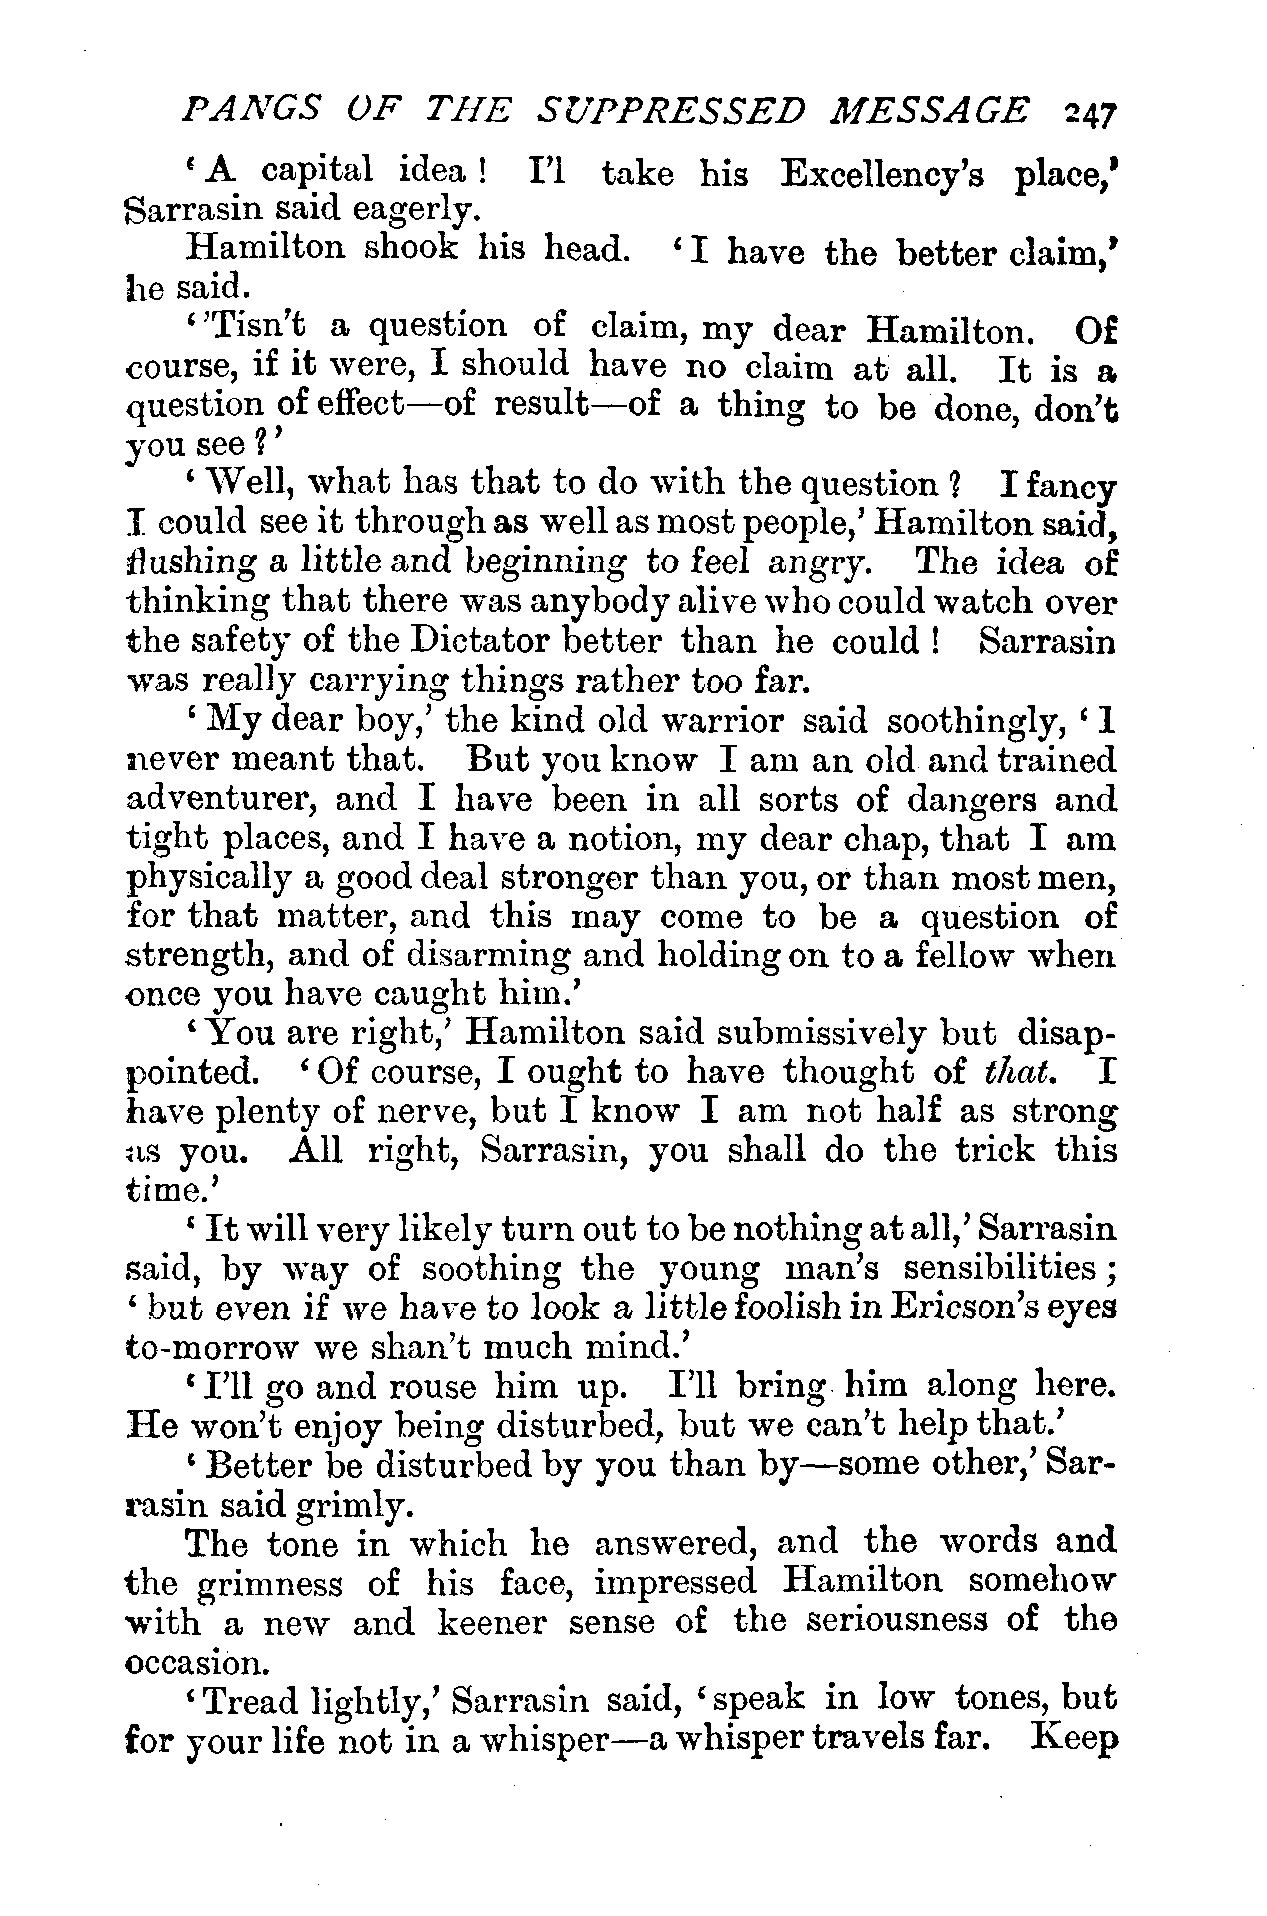 PANGS OF THE SUPPRESSED MESSAGE 247
‘A capital idea! I’l take his Excellency’s place,’
Sarrasin said eagerly.
Hamilton shook his head. ‘I have the better claim,’
he said.
‘’Tisn’t a question of claim, my dear Hamilton. Of
course, if it were, I should have no claim at all. It is a
question of effect—of result—of a thing to be done, don’t
you see?’
‘Well, what has that to do with the question? I fancy
I could see it through as well as most people,’ Hamilton said,
flushing a little and beginning to feel angry. The idea of
thinking that there was anybody alive who could watch over
the safety of the Dictator better than he could! Sarrasin
was really carrying things rather too far.
‘My dear boy,’ the kind old warrior said soothingly, ‘I
never meant that. But you know I am an old and trained
adventurer, and I have been in all sorts of dangers and
tight places, and I have a notion, my dear chap, that I am
physically a good deal stronger than you, or than most men,
for that matter, and this may come to be a question of
strength, and of disarming and holding on to a fellow when
once you have caught him.’
‘You are right,’ Hamilton said submissively but disap-
pointed. ‘Of course, I ought to have thought of that. I
have plenty of nerve, but I know I am not half as strong
as you. All right, Sarrasin, you shall do the trick this
time.’
‘It will very likely turn out to be nothing at all,’ Sarrasin
said, by way of soothing the young man’s sensibilities;
‘but even if we have to look a little foolish in Ericson’s eyes
to-morrow we shan’t much mind.’
‘I’ll go and rouse him up. I’ll bring him along here.
He won’t enjoy being disturbed, but we can’t help that.’
‘Better be disturbed by you than by—some other,’ Sar-
rasin said grimly.
The tone in which he answered, and the words and
the grimness of his face, impressed Hamilton somehow
with a new and keener sense of the seriousness of the
occasion.
‘Tread lightly,’ Sarrasin said, ‘speak in low tones, but
for your life not in a whisper—a whisper travels far. Keep